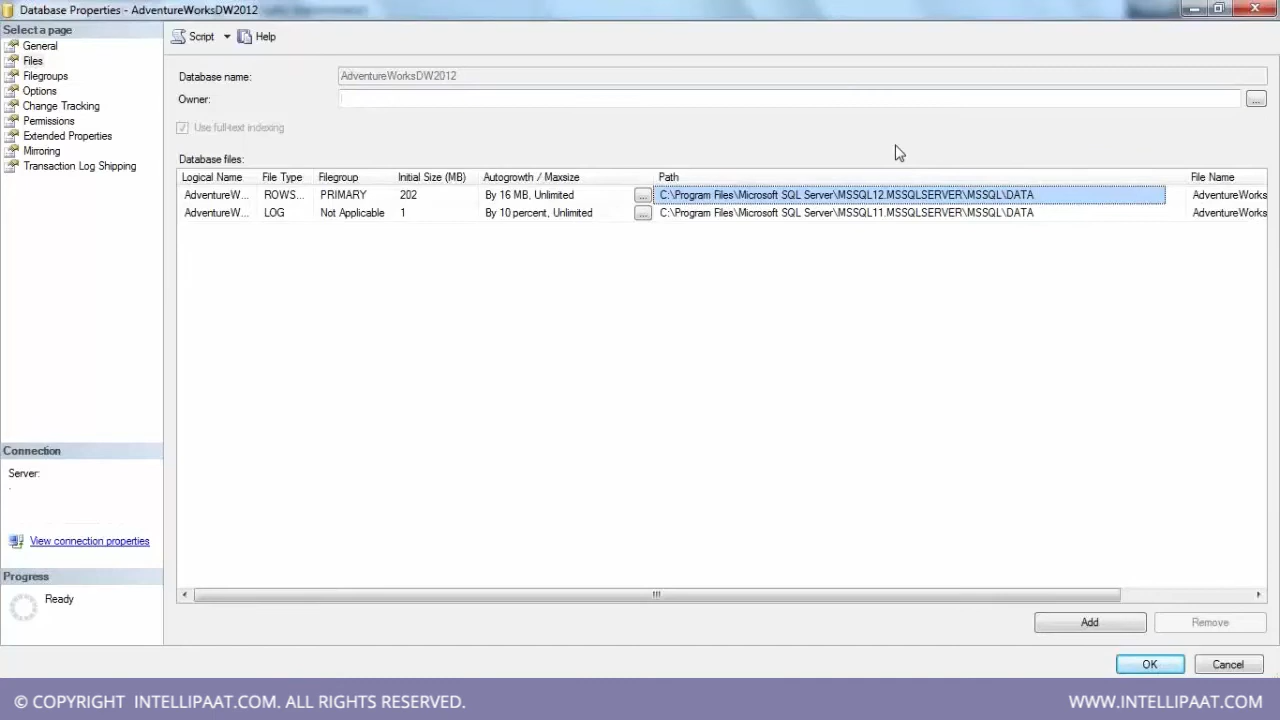 Database Properties - AdventureWorksDW2012
Select a page
General
Files
Filegroups
Options
Change Tracking
Permissions
Extended Properties
Mirroring
Transaction Log Shipping
Script Help
Database name: AdventureWorksDW2012
Owner: ...
Use full-text indexing
Database files:
Logical Name File Type Filegroup Initial Size (MB) Autogrowth / Maxsize Path File Name
AdventureW... ROWS... PRIMARY 202 By 16 MB, Unlimited ... C:\Program Files\Microsoft SQL Server\MSSQL12.MSSQLSERVER\MSSQL\DATA AdventureWorks
AdventureW... LOG Not Applicable 1 By 10 percent, Unlimited ... C:\Program Files\Microsoft SQL Server\MSSQL11.MSSQLSERVER\MSSQL\DATA AdventureWorks
Connection
Server:
.
View connection properties
Progress
Ready
Add Remove
OK Cancel
© COPYRIGHT INTELLIPAAT.COM. ALL RIGHTS RESERVED. WWW.INTELLIPAAT.COM